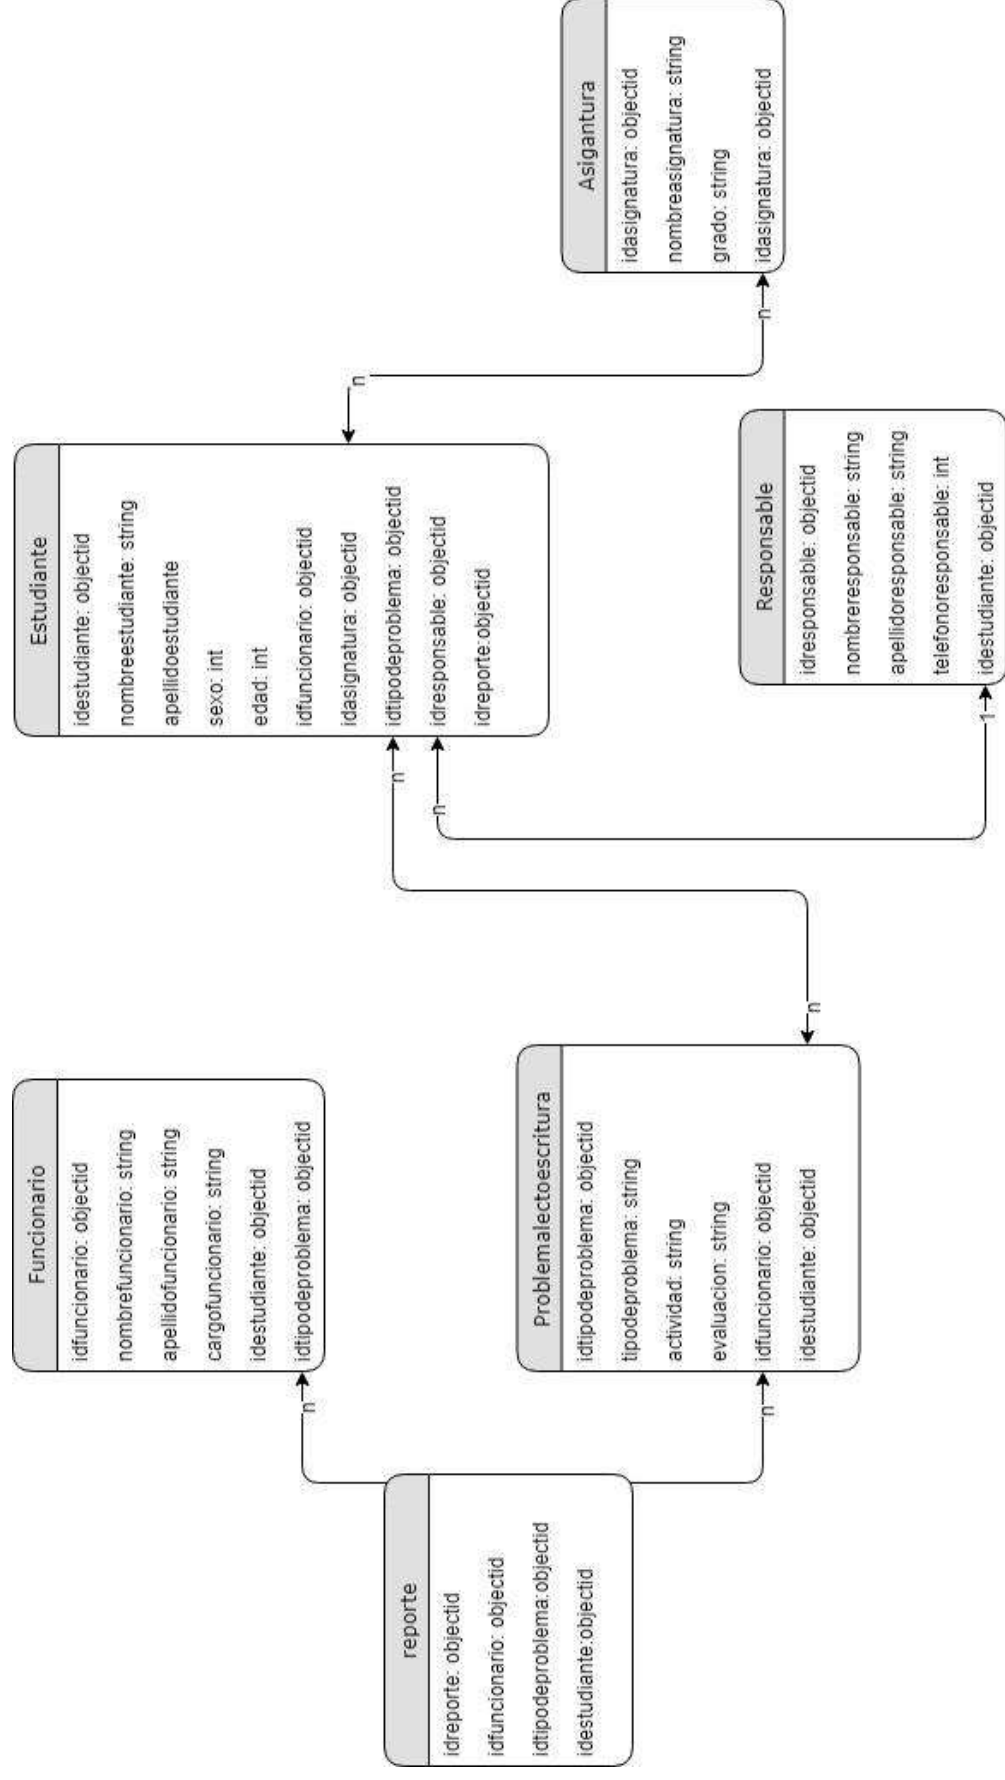 Funcionario
idfuncionario: objectid
nombrefuncionario: string
apellidofuncionario: string
cargofuncionario: string
idestudiante: objectid
idtipodeproblema: objectid
n
Estudiante
idestudiante: objectid
nombreestudiante: string
apellidoestudiante
sexo: int
edad: int
idfuncionario: objectid
idasignatura: objectid
idtipodeproblema: objectid
idresponsable: objectid
idreporte:objectid
n
n
n
reporte
idreporte: objectid
idfuncionario: objectid
idtipodeproblema:objectid
idestudiante:objectid
Problemalectoescritura
idtipodeproblema: objectid
tipodeproblema: string
actividad: string
evaluacion: string
idfuncionario: objectid
idestudiante: objectid
n
n
Asigantura
idasignatura: objectid
nombreasignatura: string
grado: string
idasignatura: objectid
n
Responsable
idresponsable: objectid
nombreresponsable: string
apellidoresponsable: string
telefonoresponsable: int
idestudiante: objectid
1